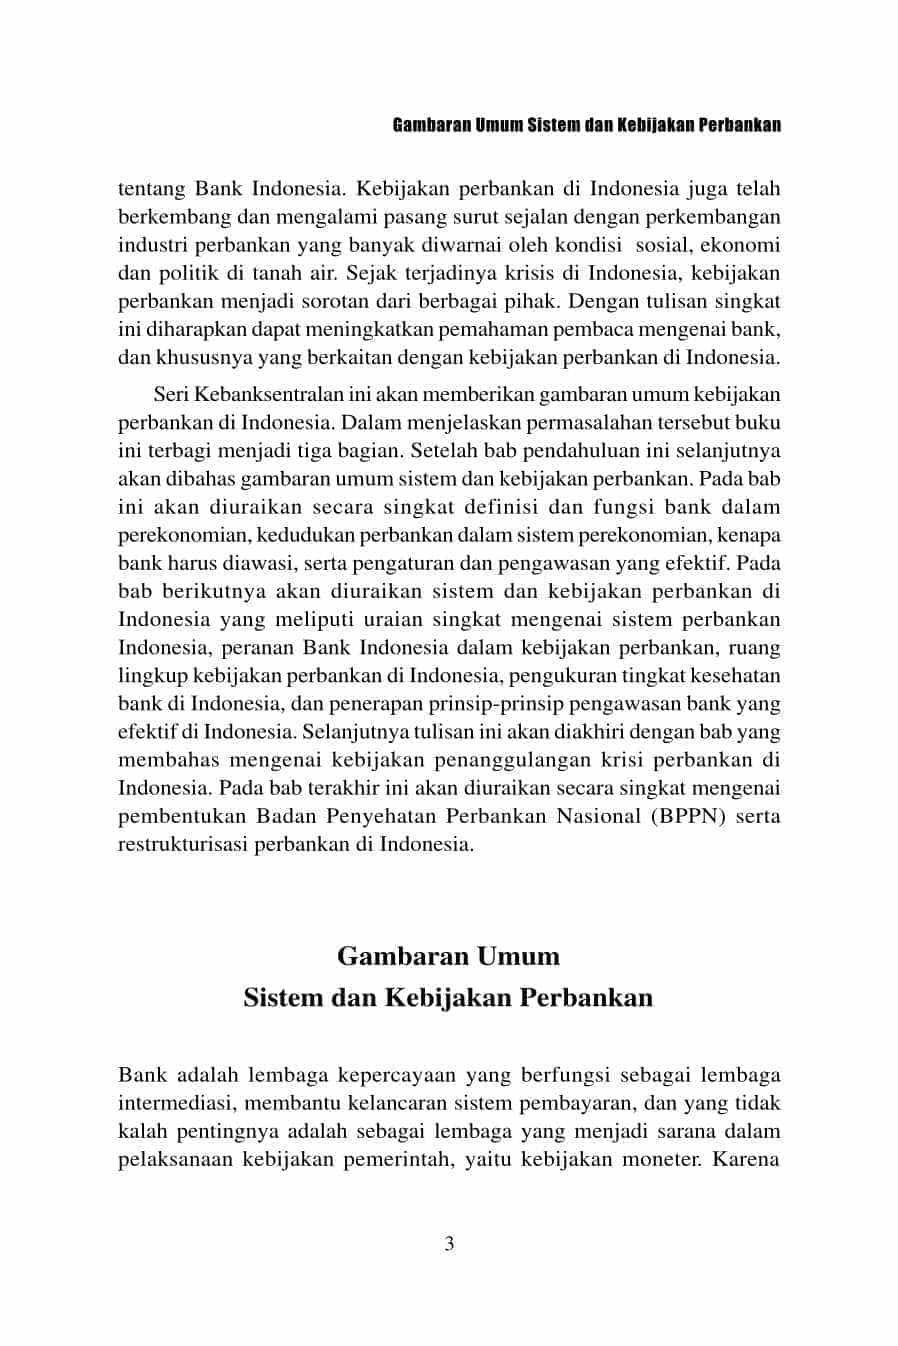 Gambaran Umum Sistem dan Kebijakan Perbankan
tentang Bank Indonesia. Kebijakan perbankan di Indonesia juga telah
berkembang dan mengalami pasang surut sejalan dengan perkembangan
industri perbankan yang banyak diwarnai oleh kondisi  sosial, ekonomi
dan politik di tanah air. Sejak terjadinya krisis di Indonesia, kebijakan
perbankan menjadi sorotan dari berbagai pihak. Dengan tulisan singkat
ini diharapkan dapat meningkatkan pemahaman pembaca mengenai bank,
dan khususnya yang berkaitan dengan kebijakan perbankan di Indonesia.
Seri Kebanksentralan ini akan memberikan gambaran umum kebijakan
perbankan di Indonesia. Dalam menjelaskan permasalahan tersebut buku
ini terbagi menjadi tiga bagian. Setelah bab pendahuluan ini selanjutnya
akan dibahas gambaran umum sistem dan kebijakan perbankan. Pada bab
ini akan diuraikan secara singkat definisi dan fungsi bank dalam
perekonomian, kedudukan perbankan dalam sistem perekonomian, kenapa
bank harus diawasi, serta pengaturan dan pengawasan yang efektif. Pada
bab berikutnya akan diuraikan sistem dan kebijakan perbankan di
Indonesia yang meliputi uraian singkat mengenai sistem perbankan
Indonesia, peranan Bank Indonesia dalam kebijakan perbankan, ruang
lingkup kebijakan perbankan di Indonesia, pengukuran tingkat kesehatan
bank di Indonesia, dan penerapan prinsip-prinsip pengawasan bank yang
efektif di Indonesia. Selanjutnya tulisan ini akan diakhiri dengan bab yang
membahas mengenai kebijakan penanggulangan krisi perbankan di
Indonesia. Pada bab terakhir ini akan diuraikan secara singkat mengenai
pembentukan Badan Penyehatan Perbankan Nasional (BPPN) serta
restrukturisasi perbankan di Indonesia.
Gambaran Umum
Sistem dan Kebijakan Perbankan
Bank adalah lembaga kepercayaan yang berfungsi sebagai lembaga
intermediasi, membantu kelancaran sistem pembayaran, dan yang tidak
kalah pentingnya adalah sebagai lembaga yang menjadi sarana dalam
pelaksanaan kebijakan pemerintah, yaitu kebijakan moneter. Karena
3